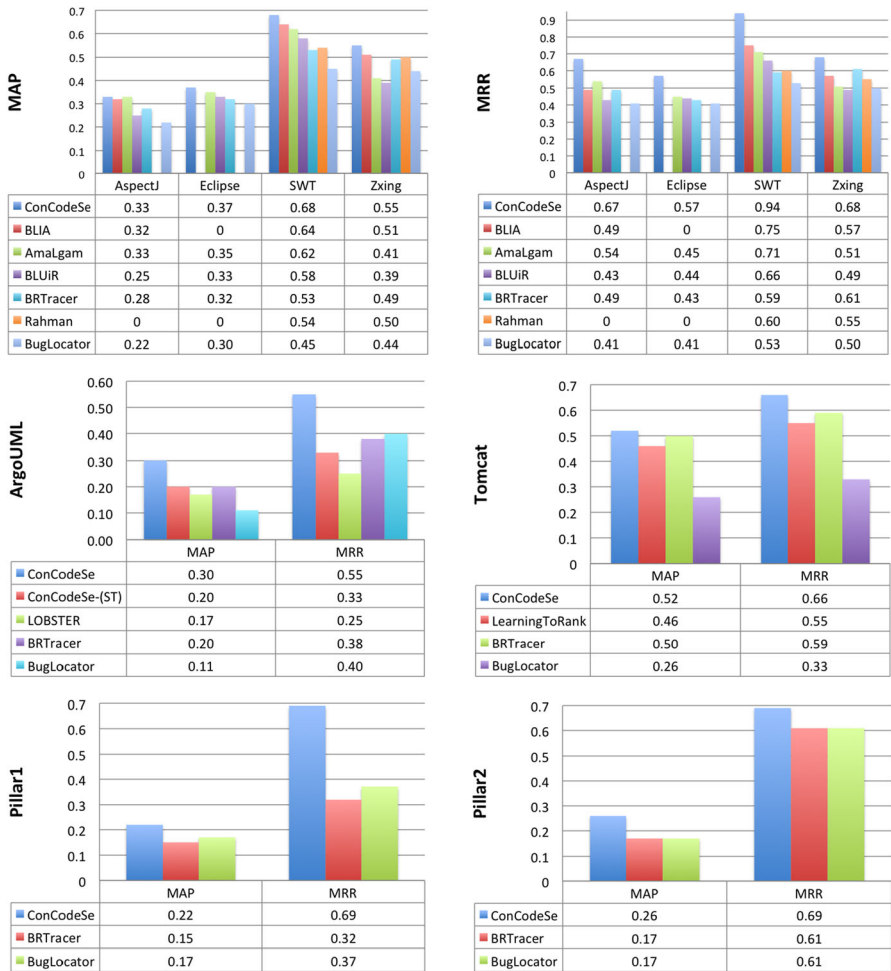 MAP
0.7
0.6
0.5
0.4
0.3
0.2
0.1
0
AspectJ Eclipse SWT Zxing
ConCodeSe 0.33 0.37 0.68 0.55
BLIA 0.32 0 0.64 0.51
AmaLgam 0.33 0.35 0.62 0.41
BLUiR 0.25 0.33 0.58 0.39
BRTracer 0.28 0.32 0.53 0.49
Rahman 0 0 0.54 0.50
BugLocator 0.22 0.30 0.45 0.44
MRR
0.9
0.8
0.7
0.6
0.5
0.4
0.3
0.2
0.1
0
AspectJ Eclipse SWT Zxing
ConCodeSe 0.67 0.57 0.94 0.68
BLIA 0.49 0 0.75 0.57
AmaLgam 0.54 0.45 0.71 0.51
BLUiR 0.43 0.44 0.66 0.49
BRTracer 0.49 0.43 0.59 0.61
Rahman 0 0 0.60 0.55
BugLocator 0.41 0.41 0.53 0.50
ArgoUML
0.60
0.50
0.40
0.30
0.20
0.10
0.00
MAP MRR
ConCodeSe 0.30 0.55
ConCodeSe-(ST) 0.20 0.33
LOBSTER 0.17 0.25
BRTracer 0.20 0.38
BugLocator 0.11 0.40
Tomcat
0.7
0.6
0.5
0.4
0.3
0.2
0.1
0
MAP MRR
ConCodeSe 0.52 0.66
LearningToRank 0.46 0.55
BRTracer 0.50 0.59
BugLocator 0.26 0.33
Pillar1
0.7
0.6
0.5
0.4
0.3
0.2
0.1
0
MAP MRR
ConCodeSe 0.22 0.69
BRTracer 0.15 0.32
BugLocator 0.17 0.37
Pillar2
0.7
0.6
0.5
0.4
0.3
0.2
0.1
0
MAP MRR
ConCodeSe 0.26 0.69
BRTracer 0.17 0.61
BugLocator 0.17 0.61